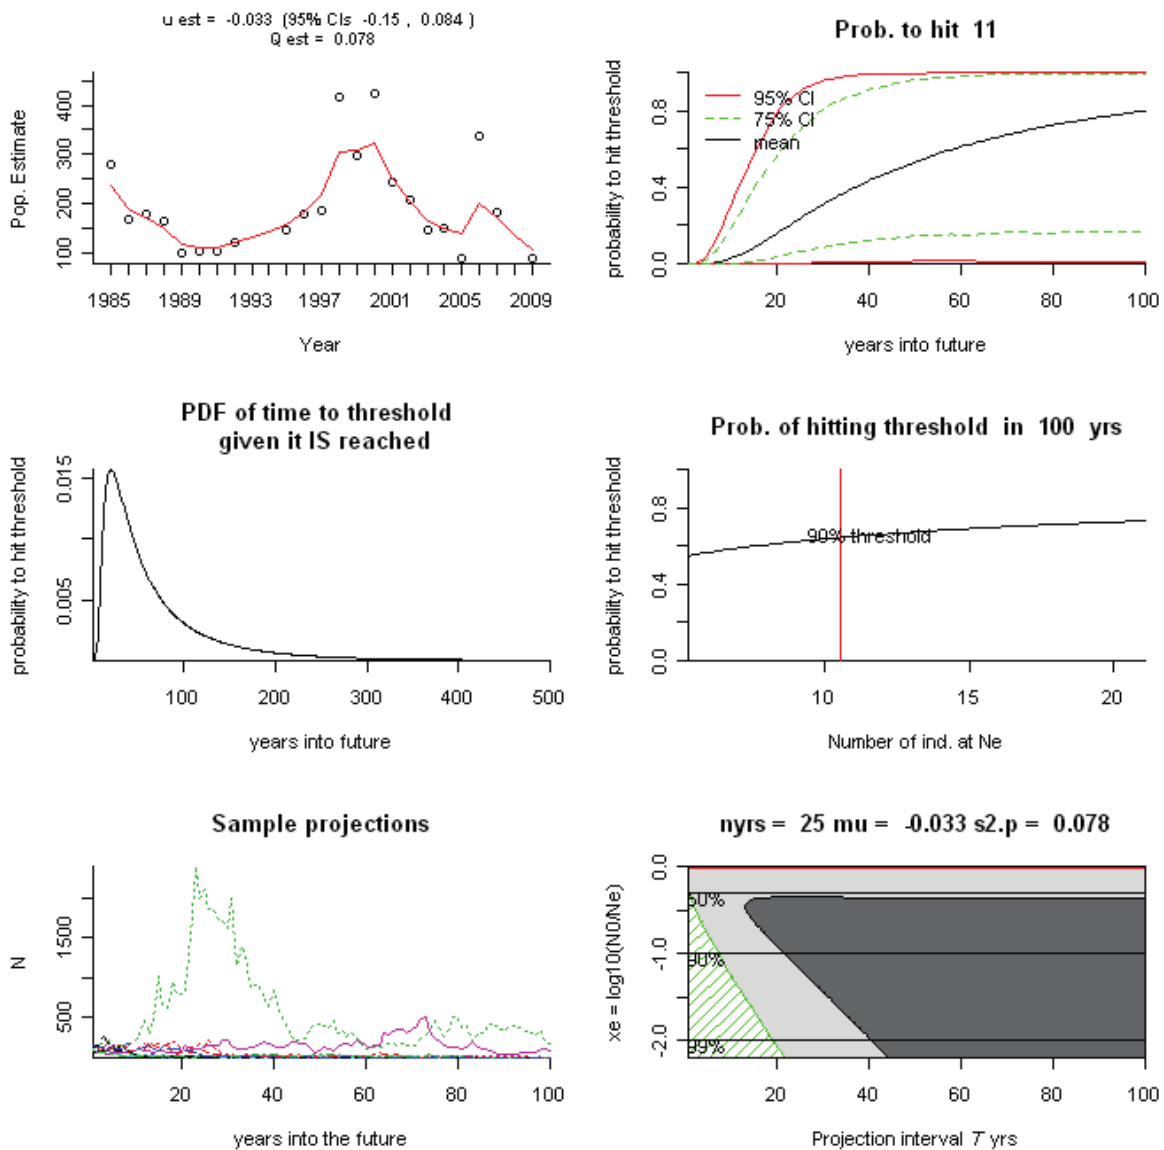 u est = -0.033 (95% CIs -0.15 , 0.084 )
Q est = 0.078
Pop. Estimate
400
300
200
100
1985 1989 1993 1997 2001 2005 2009
Year
Prob. to hit 11
probability to hit threshold
0.8
0.4
0.0
95% CI
75% CI
mean
20 40 60 80 100
years into future
PDF of time to threshold
given it IS reached
probability to hit threshold
0.015
0.005
100 200 300 400 500
years into future
Prob. of hitting threshold in 100 yrs
probability to hit threshold
0.8
0.4
0.0
90% threshold
10 15 20
Number of ind. at Ne
Sample projections
N
1500
500
20 40 60 80 100
years into the future
nyrs = 25 mu = -0.033 s2.p = 0.078
xe = log10(N0/Ne)
0.0
-1.0
-2.0
50%
90%
99%
20 40 60 80 100
Projection interval T yrs